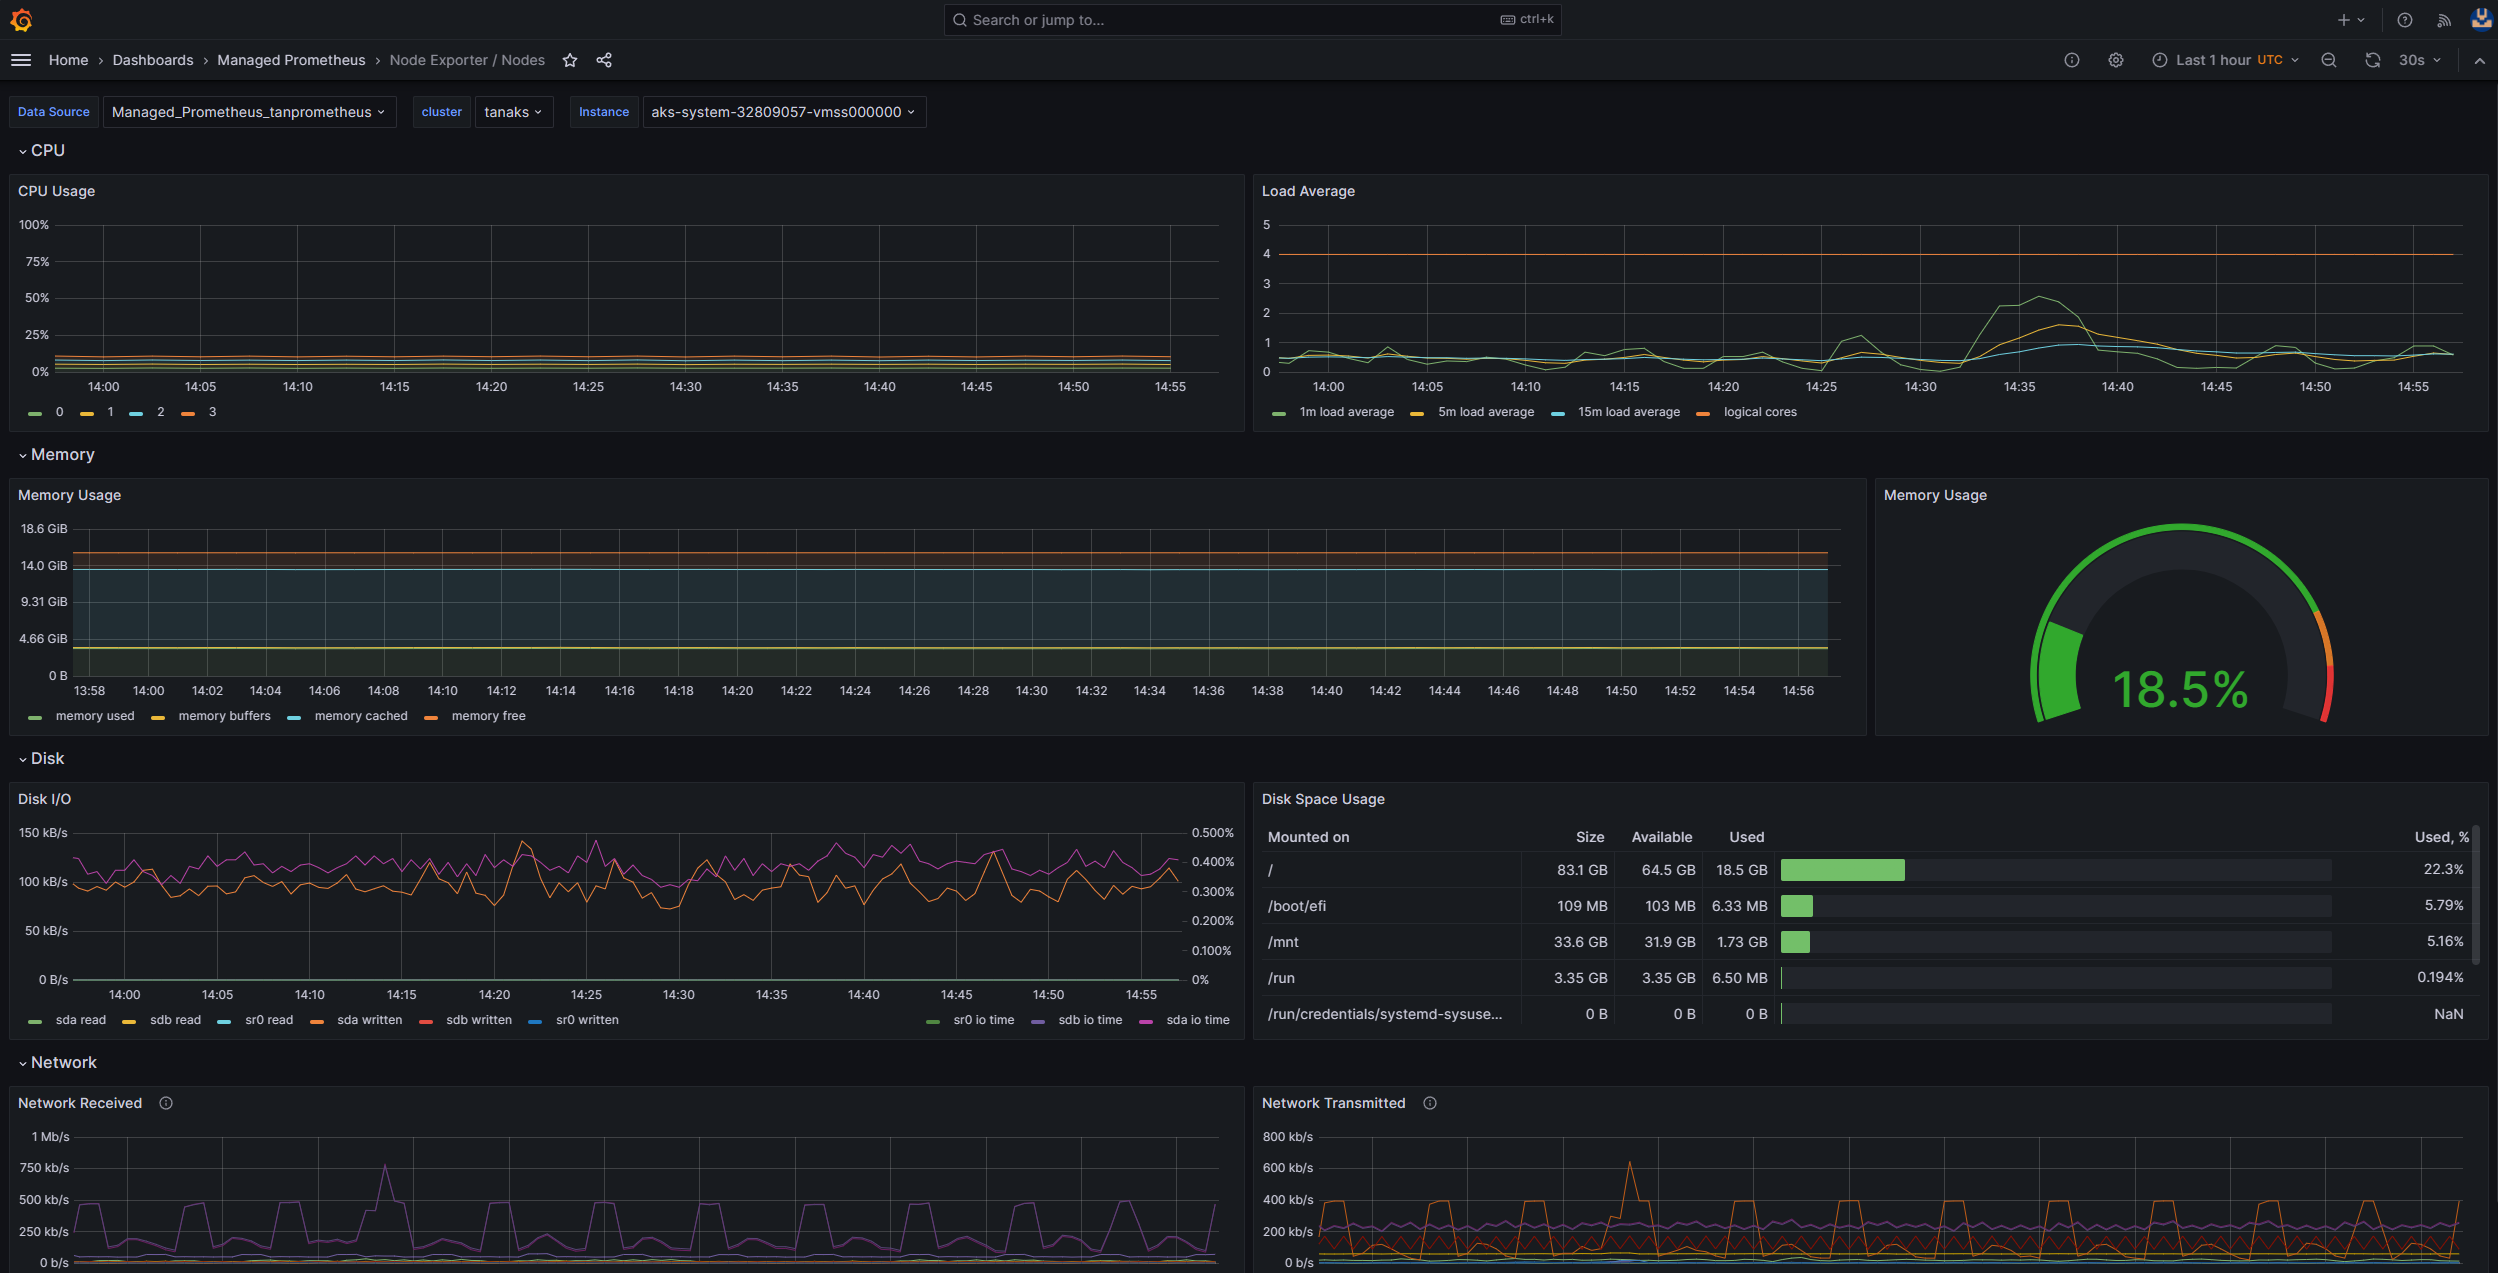 Search or jump to... ctrl+k
Home › Dashboards › Managed Prometheus › Node Exporter / Nodes
Last 1 hour UTC 30s
Data Source Managed_Prometheus_tanprometheus cluster tanaks Instance aks-system-32809057-vmss000000
CPU
CPU Usage
100%
75%
50%
25%
0%
14:00 14:05 14:10 14:15 14:20 14:25 14:30 14:35 14:40 14:45 14:50 14:55
0 1 2 3
Load Average
5
4
3
2
1
0
14:00 14:05 14:10 14:15 14:20 14:25 14:30 14:35 14:40 14:45 14:50 14:55
1m load average 5m load average 15m load average logical cores
Memory
Memory Usage
18.6 GiB
14.0 GiB
9.31 GiB
4.66 GiB
0 B
13:58 14:00 14:02 14:04 14:06 14:08 14:10 14:12 14:14 14:16 14:18 14:20 14:22 14:24 14:26 14:28 14:30 14:32 14:34 14:36 14:38 14:40 14:42 14:44 14:46 14:48 14:50 14:52 14:54 14:56
memory used memory buffers memory cached memory free
Memory Usage
18.5%
Disk
Disk I/O
150 kB/s
100 kB/s
50 kB/s
0 B/s
0.500%
0.400%
0.300%
0.200%
0.100%
0%
14:00 14:05 14:10 14:15 14:20 14:25 14:30 14:35 14:40 14:45 14:50 14:55
sda read sdb read sr0 read sda written sdb written sr0 written sr0 io time sdb io time sda io time
Disk Space Usage
Mounted on Size Available Used Used, %
/ 83.1 GB 64.5 GB 18.5 GB 22.3%
/boot/efi 109 MB 103 MB 6.33 MB 5.79%
/mnt 33.6 GB 31.9 GB 1.73 GB 5.16%
/run 3.35 GB 3.35 GB 6.50 MB 0.194%
/run/credentials/systemd-sysuse... 0 B 0 B 0 B NaN
Network
Network Received
1 Mb/s
750 kb/s
500 kb/s
250 kb/s
0 b/s
Network Transmitted
800 kb/s
600 kb/s
400 kb/s
200 kb/s
0 b/s